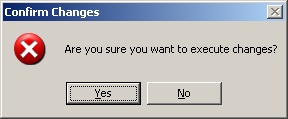 Confirm Changes
Are you sure you want to execute changes?
Yes No